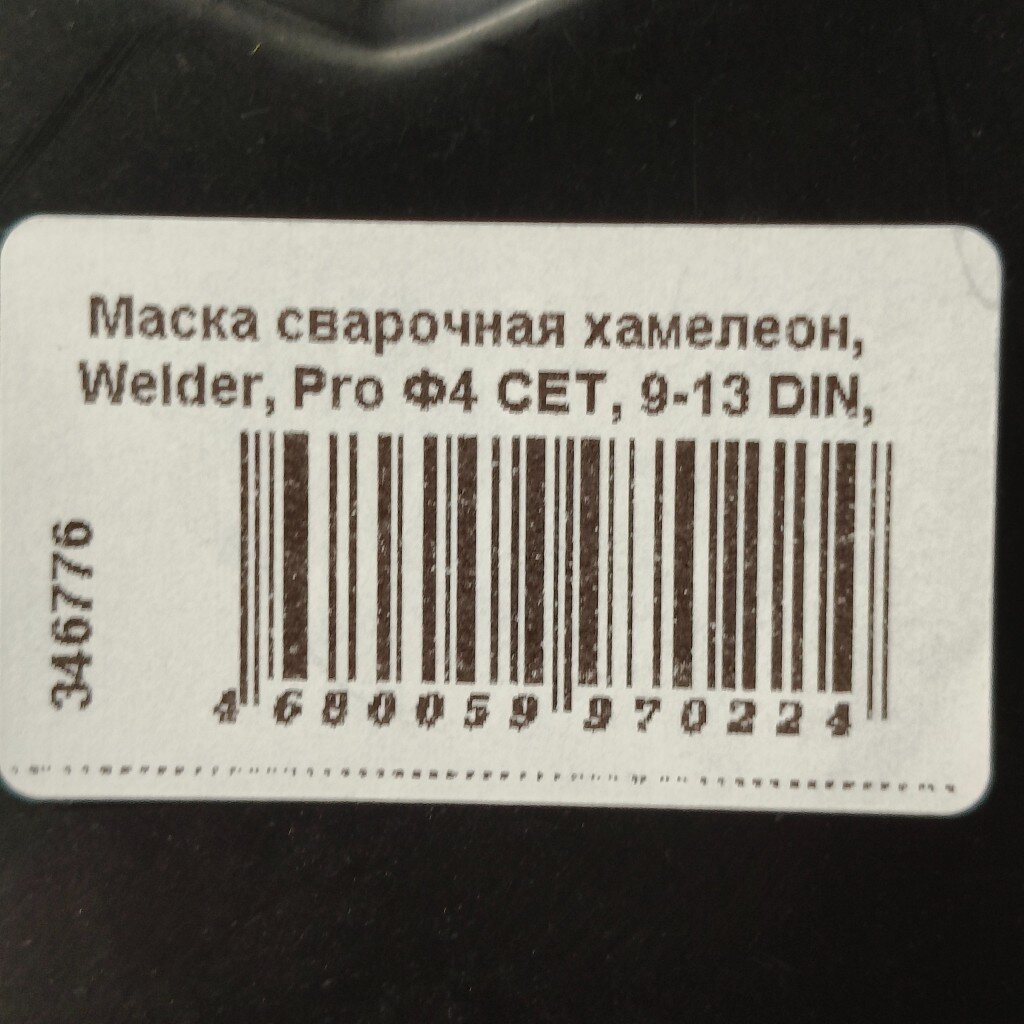 Маска сварочная хамелеон,
Welder, Pro Ф4 СЕТ, 9-13 DIN,
346776
4 680059 970224